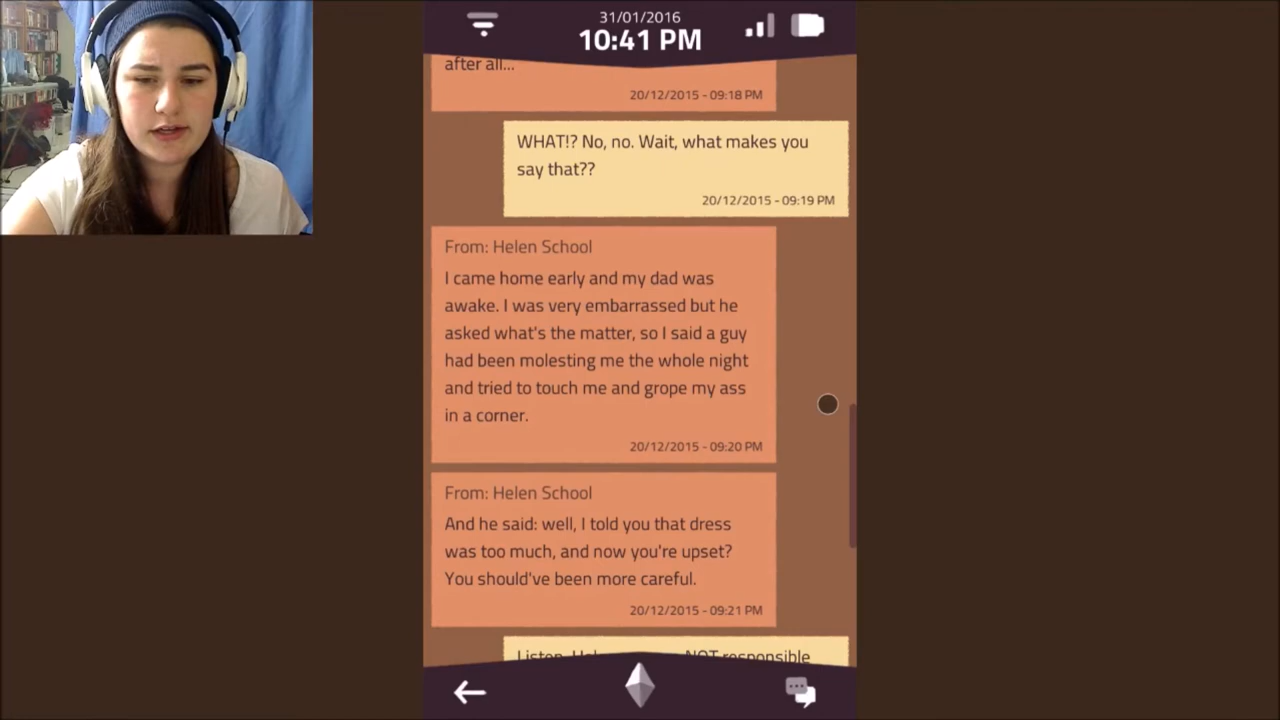 31/01/2016
10:41 PM
after all...
20/12/2015 - 09:18 PM
WHAT!? No, no. Wait, what makes you
say that??
20/12/2015 - 09:19 PM
From: Helen School
I came home early and my dad was
awake. I was very embarrassed but he
asked what's the matter, so I said a guy
had been molesting me the whole night
and tried to touch me and grope my ass
in a corner.
20/12/2015 - 09:20 PM
From: Helen School
And he said: well, I told you that dress
was too much, and now you're upset?
You should've been more careful.
20/12/2015 - 09:21 PM
Listen, NOT responsible